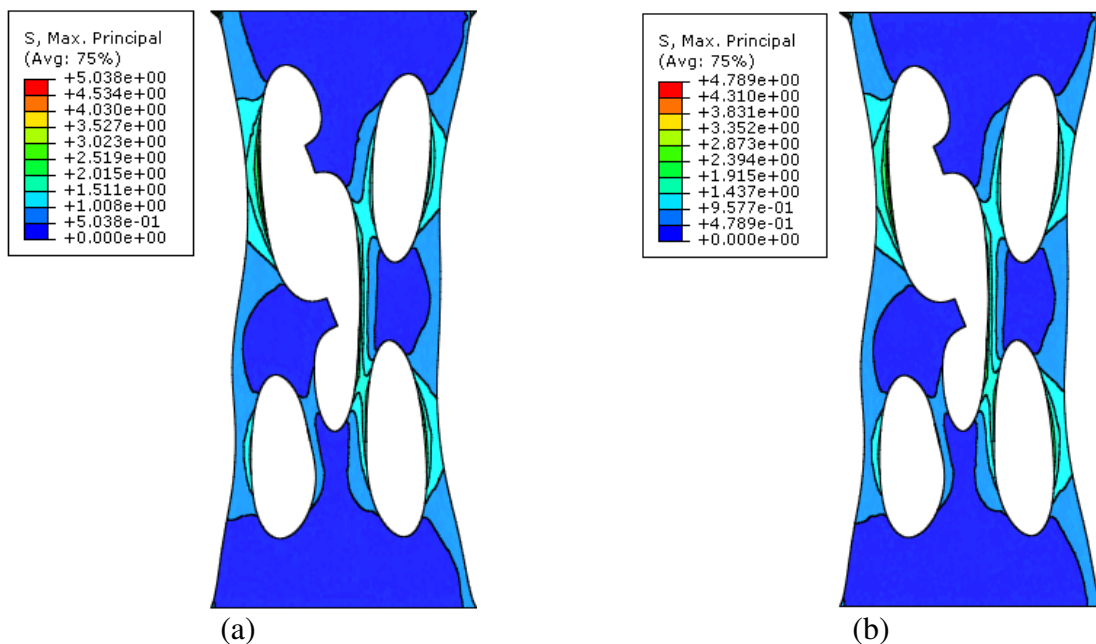 S, Max. Principal
(Avg: 75%)
+5.038e+00
+4.534e+00
+4.030e+00
+3.527e+00
+3.023e+00
+2.519e+00
+2.015e+00
+1.511e+00
+1.008e+00
+5.038e-01
+0.000e+00
(a)
S, Max. Principal
(Avg: 75%)
+4.789e+00
+4.310e+00
+3.831e+00
+3.352e+00
+2.873e+00
+2.394e+00
+1.915e+00
+1.437e+00
+9.577e-01
+4.789e-01
+0.000e+00
(b)